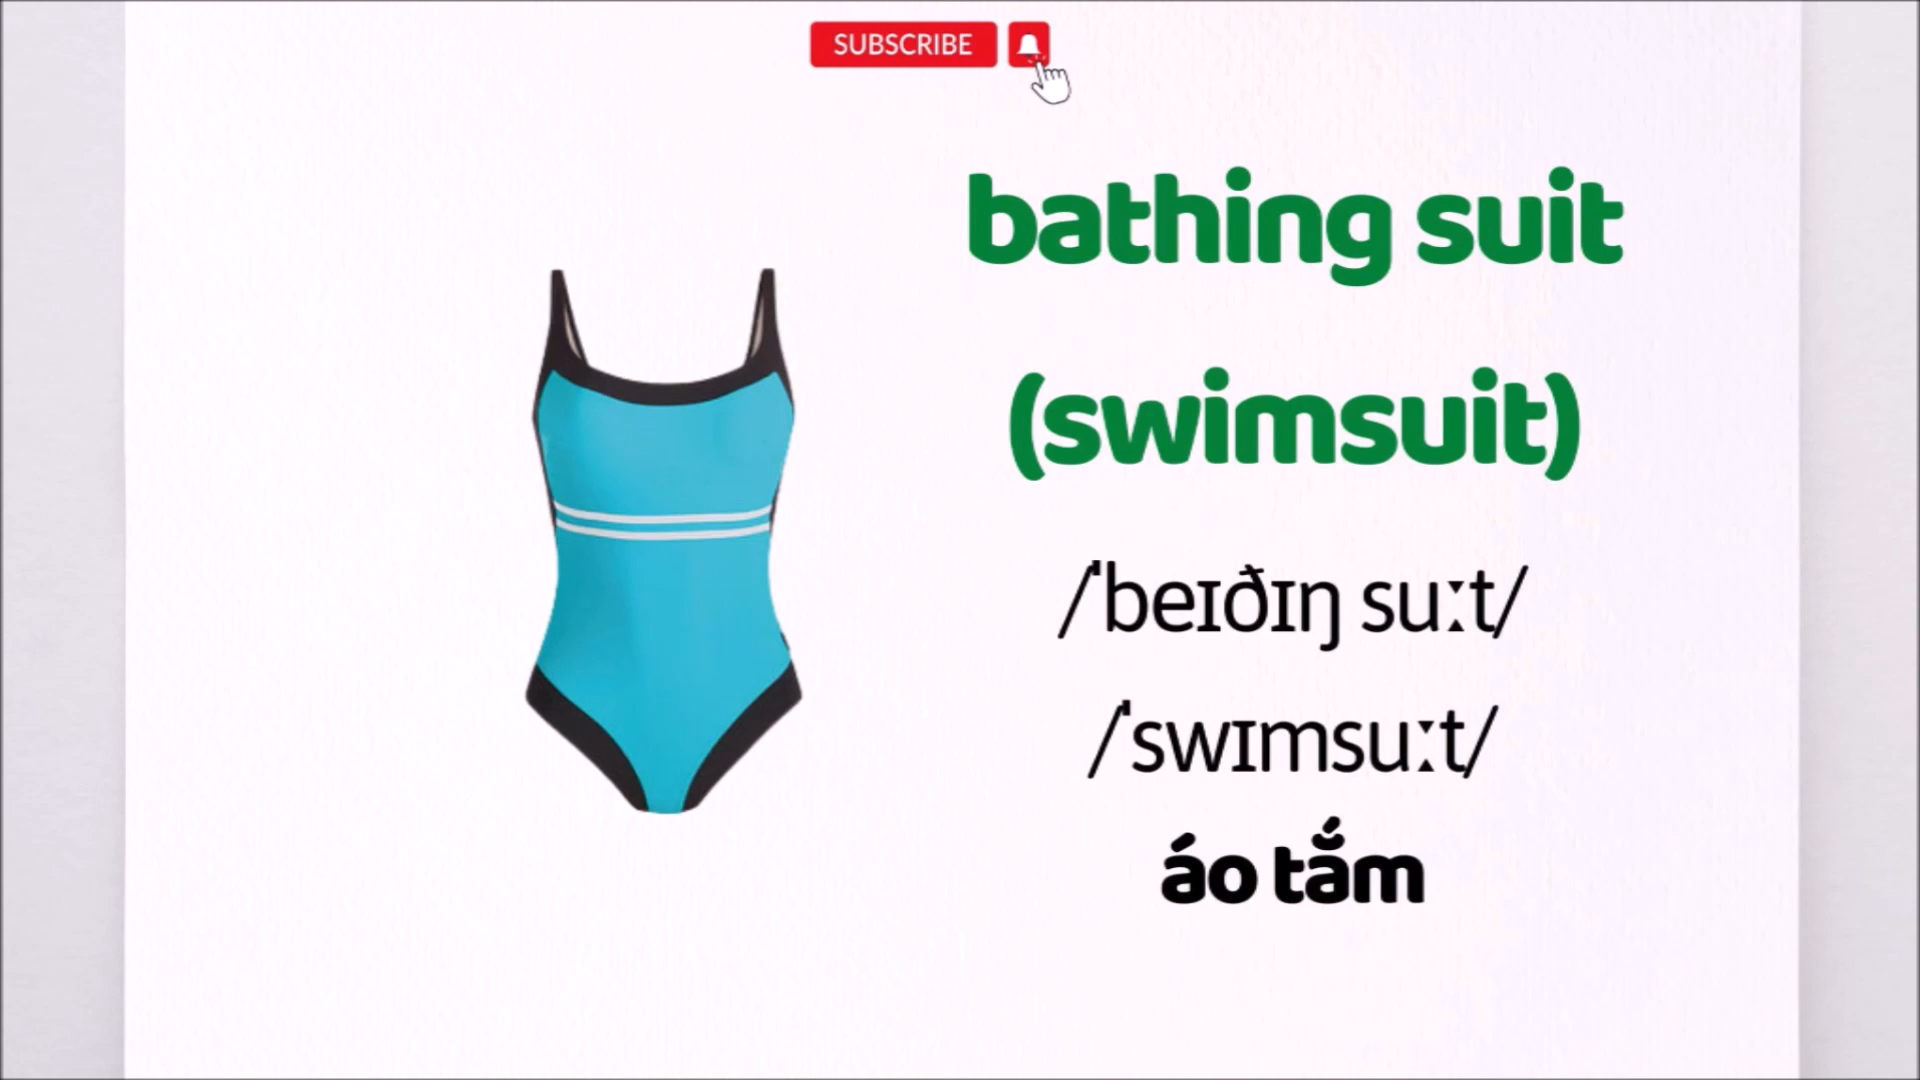 SUBSCRIBE
bathing suit
(swimsuit)
/ˈbeɪðɪŋ suːt/
/ˈswɪmsuːt/
áo tắm